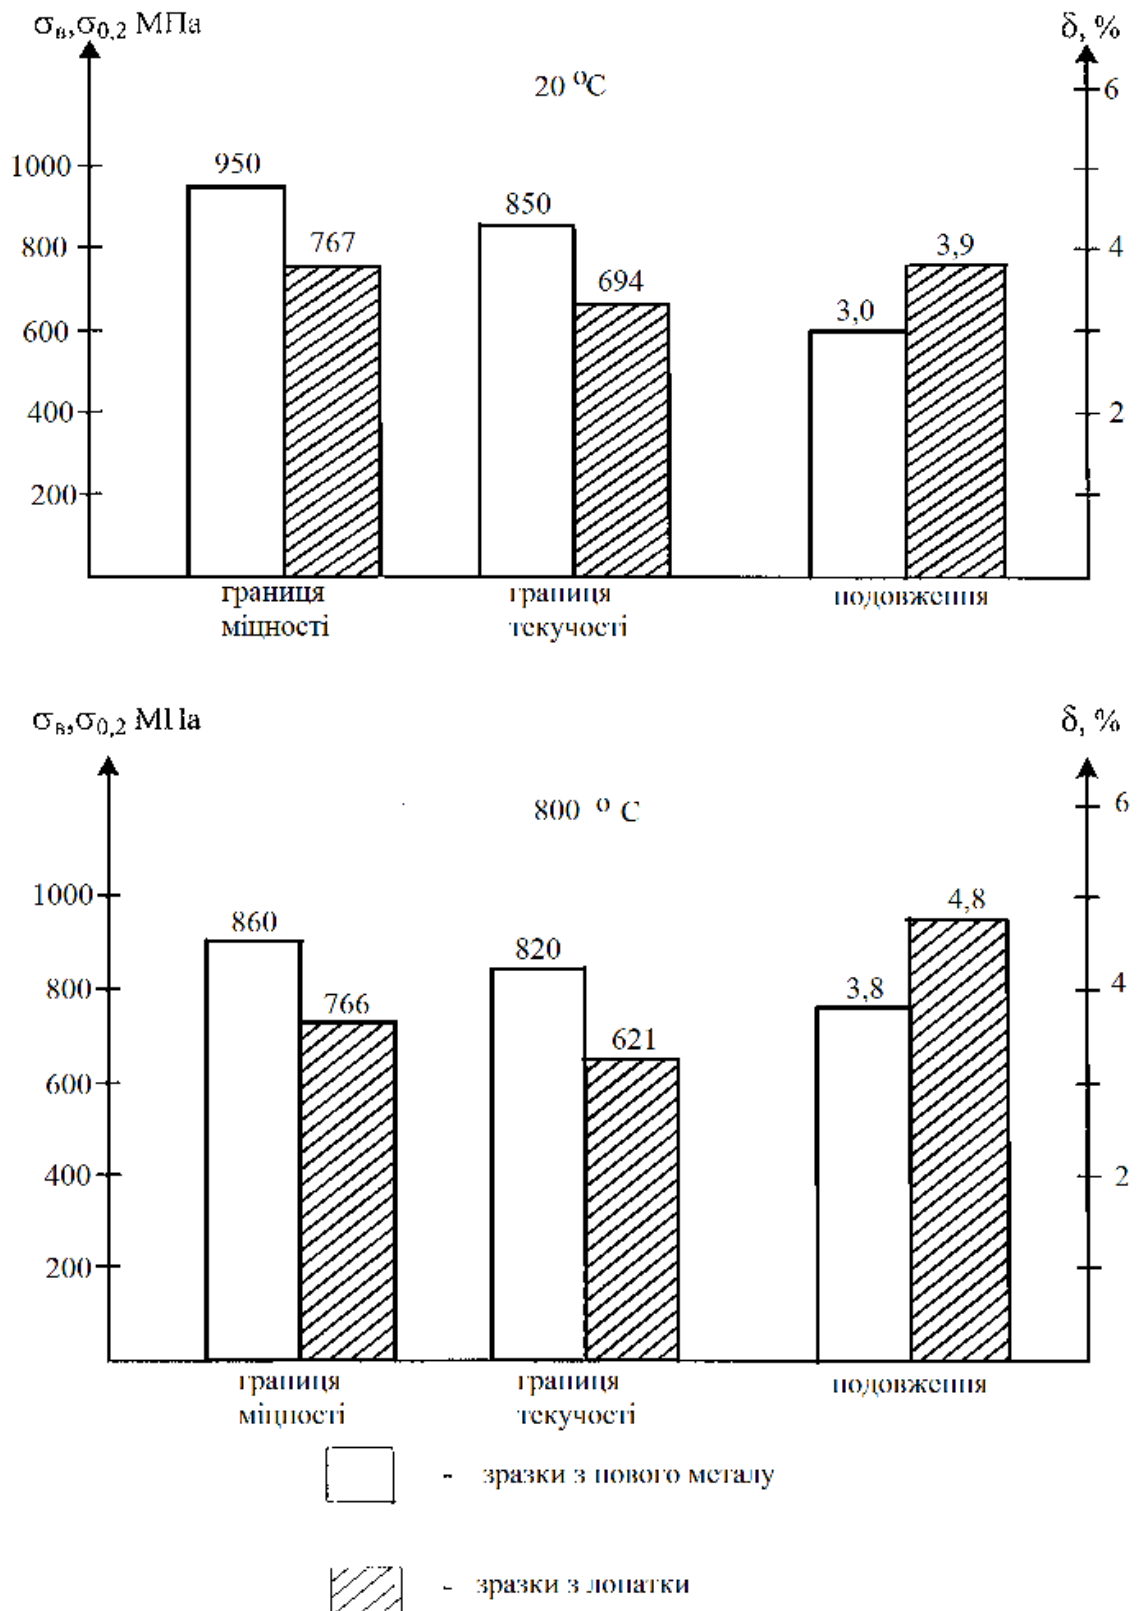 σв,σ0,2 МПа
δ, %
20 °С
6
1000
950
850
800
767
4
3,9
694
600
3,0
400
2
200
границя
міцності
границя
текучості
подовження
σв,σ0,2 МПа
δ, %
800 ° С
6
1000
860
820
4,8
800
766
3,8
4
621
600
400
2
200
границя
міцності
границя
текучості
подовження
- зразки з нового металу
- зразки з лопатки